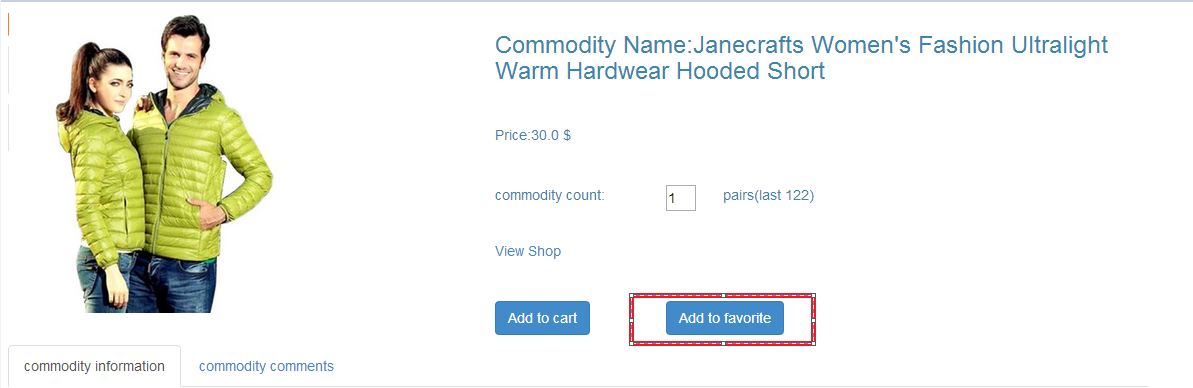 Commodity Name:Janecrafts Women's Fashion Ultralight
Warm Hardwear Hooded Short
Price:30.0 $
commodity count: 1 pairs(last 122)
View Shop
Add to cart Add to favorite
commodity information commodity comments